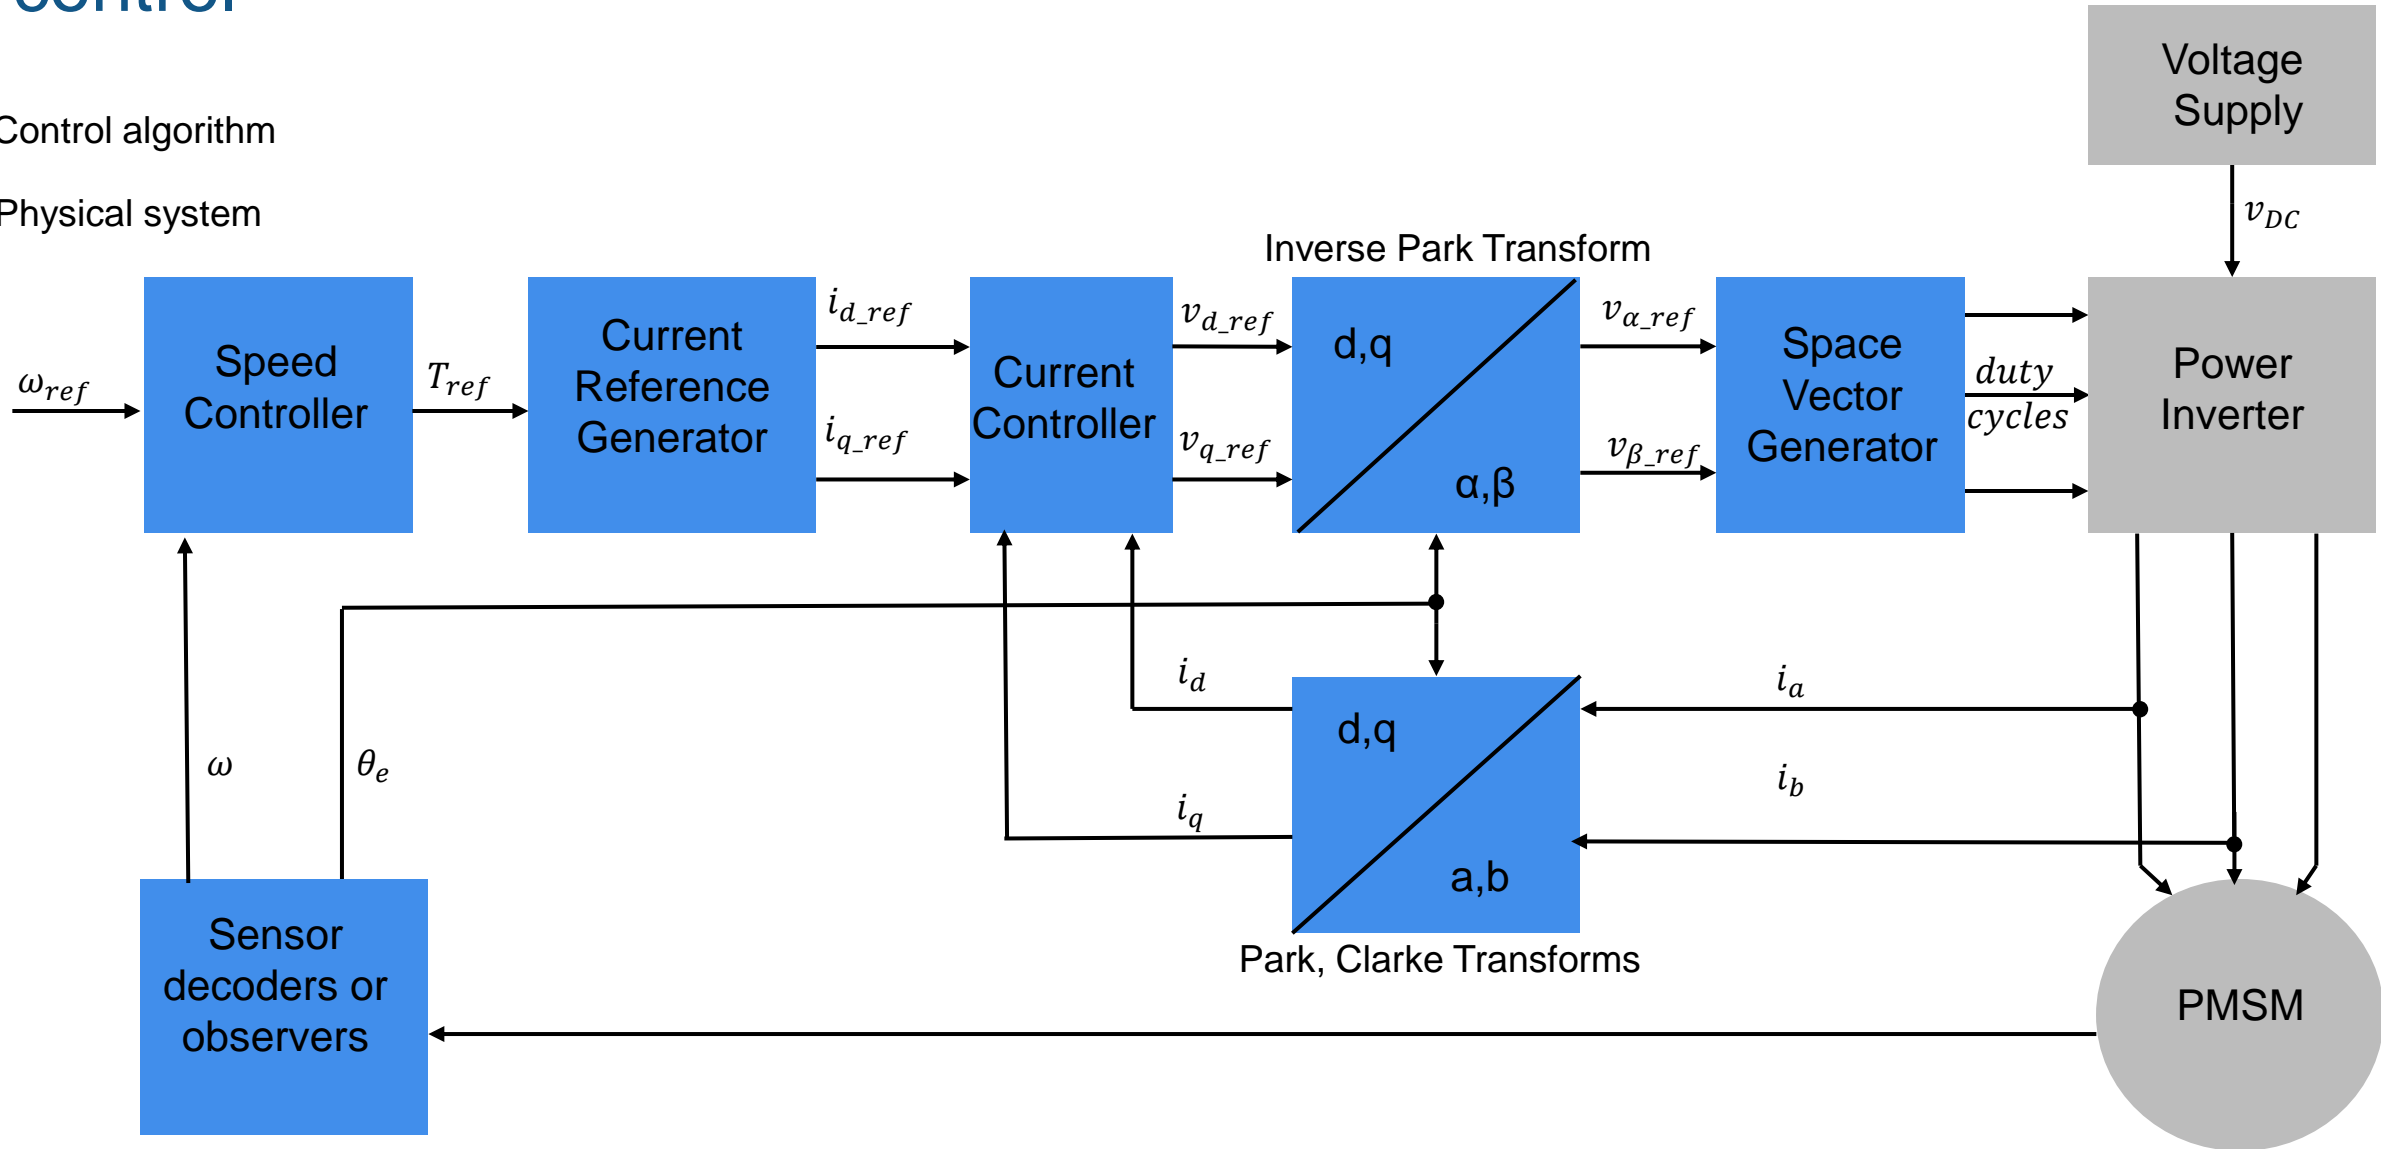 control
Control algorithm
Physical system
Voltage
Supply
v_DC
Inverse Park Transform
ω_ref
Speed
Controller
T_ref
Current
Reference
Generator
i_d_ref
i_q_ref
Current
Controller
v_d_ref
v_q_ref
d,q
α,β
v_α_ref
v_β_ref
Space
Vector
Generator
duty
cycles
Power
Inverter
i_d
i_q
d,q
a,b
i_a
i_b
Park, Clarke Transforms
ω
θ_e
Sensor
decoders or
observers
PMSM